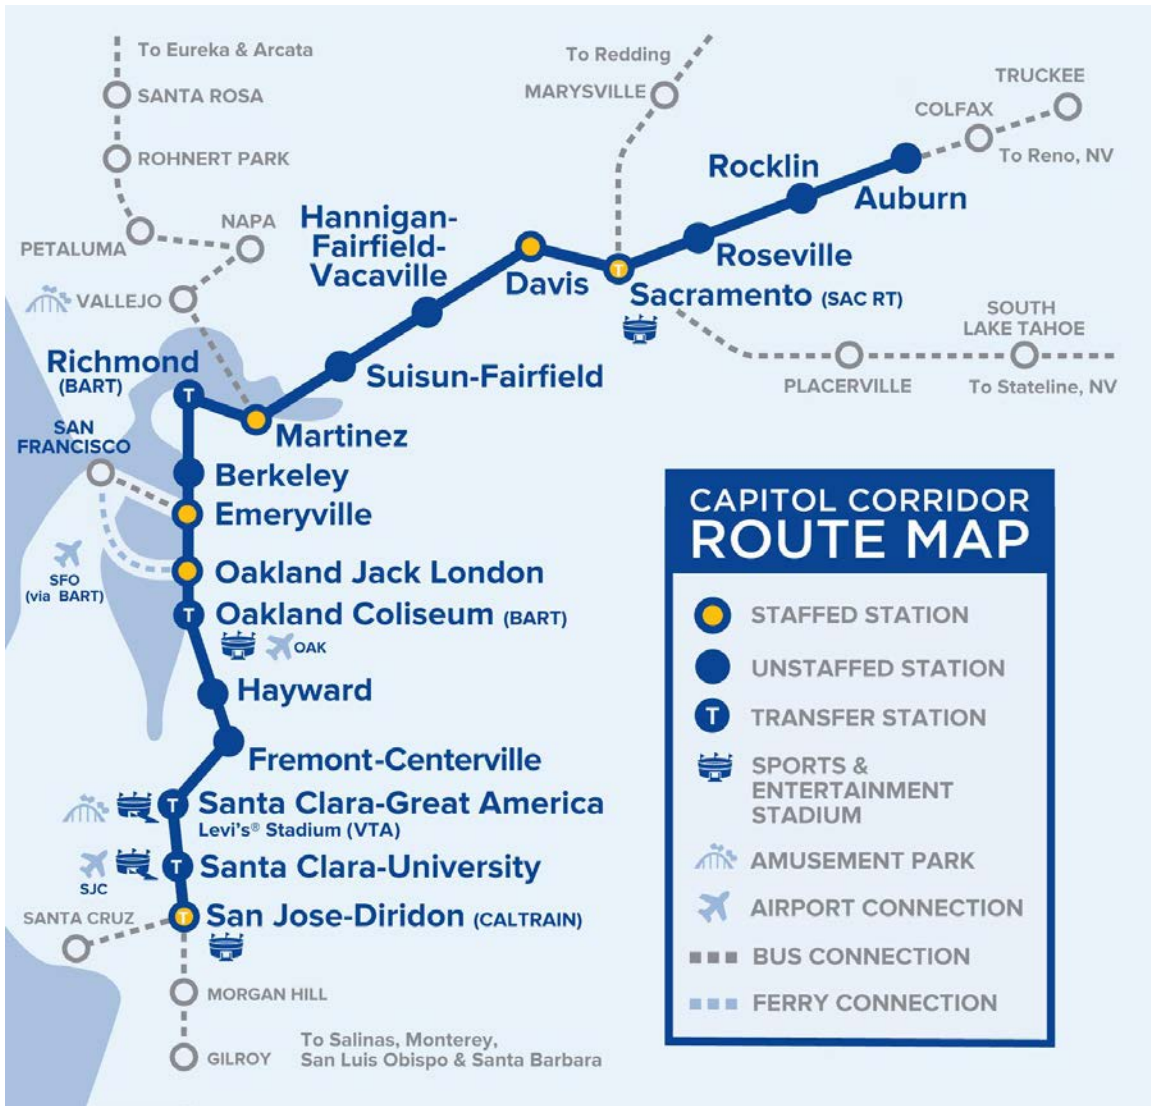 To Eureka & Arcata
SANTA ROSA
ROHNERT PARK
PETALUMA
NAPA
VALLEJO
To Redding
MARYSVILLE
TRUCKEE
COLFAX
To Reno, NV
Rocklin
Auburn
Roseville
Hannigan-
Fairfield-
Vacaville
Davis
T
Sacramento (SAC RT)
SOUTH
LAKE TAHOE
PLACERVILLE
To Stateline, NV
Suisun-Fairfield
Richmond
(BART)
T
Martinez
SAN
FRANCISCO
Berkeley
Emeryville
SFO
(via BART)
Oakland Jack London
T
Oakland Coliseum (BART)
OAK
Hayward
Fremont-Centerville
T
Santa Clara-Great America
Levi's® Stadium (VTA)
T
Santa Clara-University
SJC
SANTA CRUZ
T
San Jose-Diridon (CALTRAIN)
MORGAN HILL
GILROY
To Salinas, Monterey,
San Luis Obispo & Santa Barbara
CAPITOL CORRIDOR
ROUTE MAP
STAFFED STATION
UNSTAFFED STATION
T
TRANSFER STATION
SPORTS &
ENTERTAINMENT
STADIUM
AMUSEMENT PARK
AIRPORT CONNECTION
BUS CONNECTION
FERRY CONNECTION